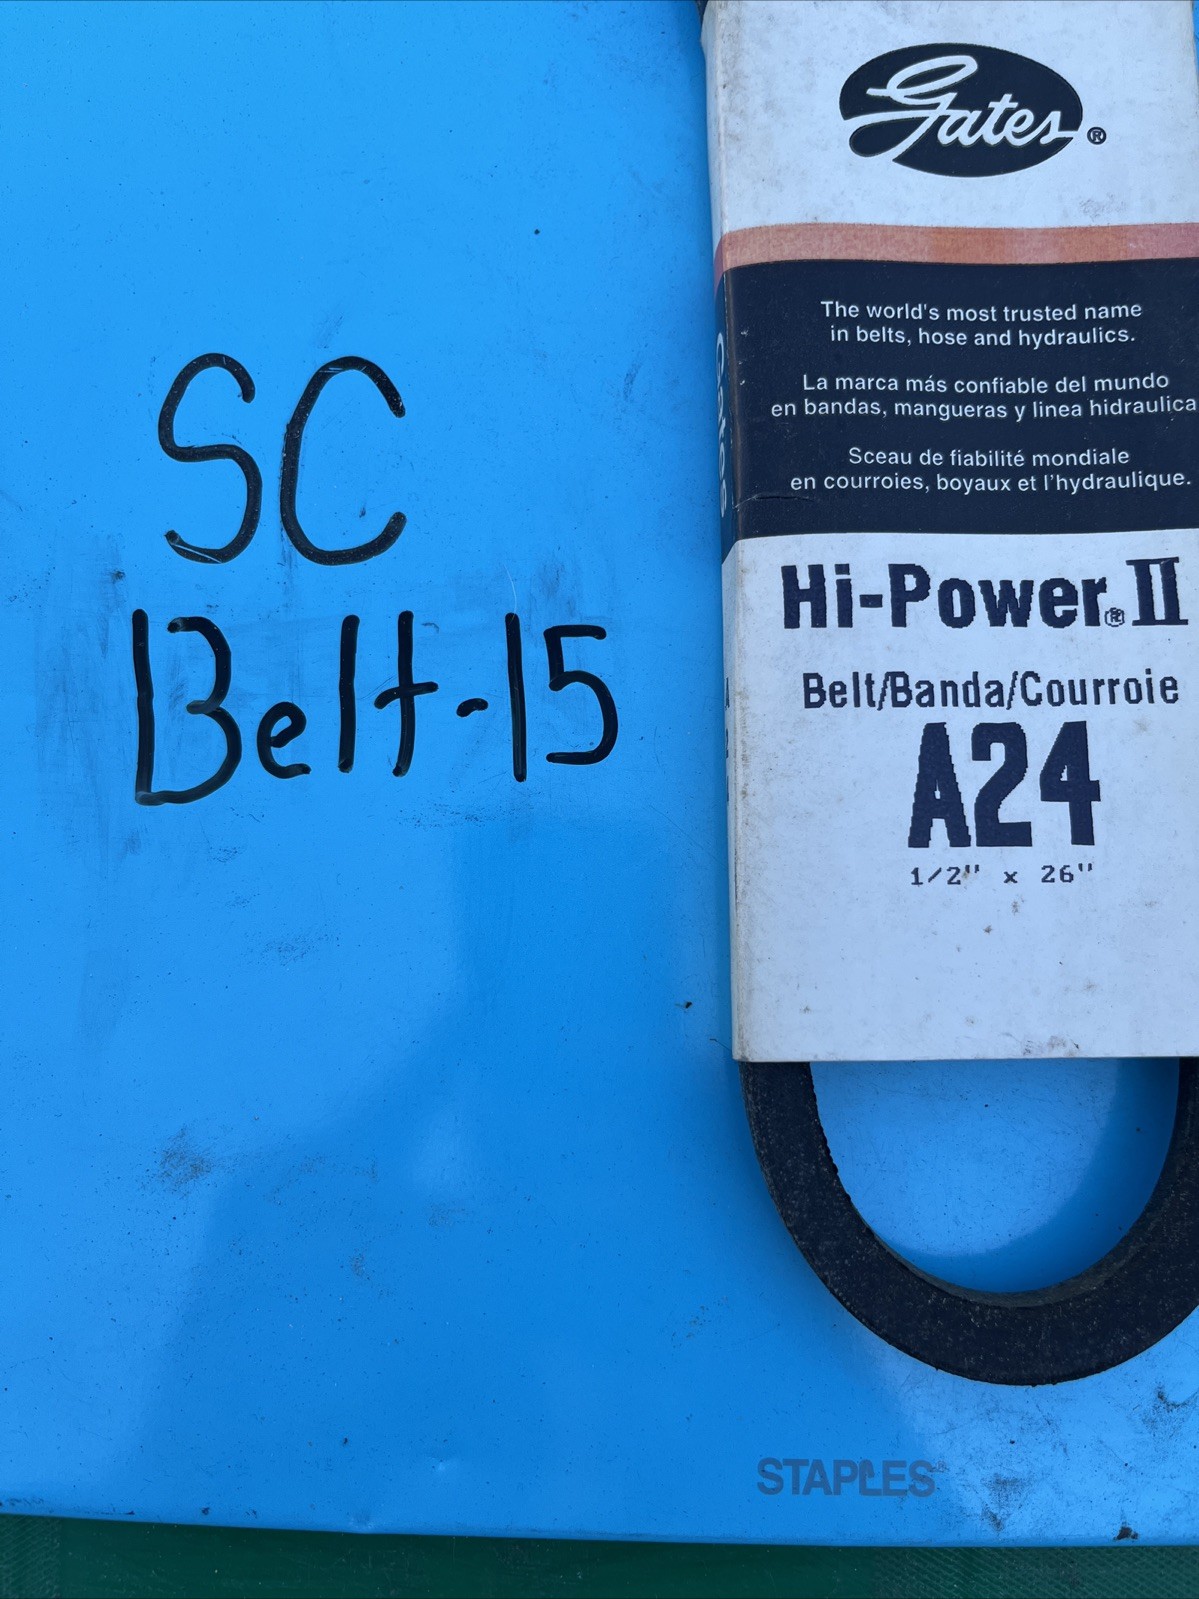 SC
Belt-15
Gates®
The world's most trusted name
in belts, hose and hydraulics.
La marca más confiable del mundo
en bandas, mangueras y linea hidraulica
Sceau de fiabilité mondiale
en courroies, boyaux et l'hydraulique.
Hi-Power® II
Belt/Banda/Courroie
A24
1/2" x 26"
Gates
STAPLES